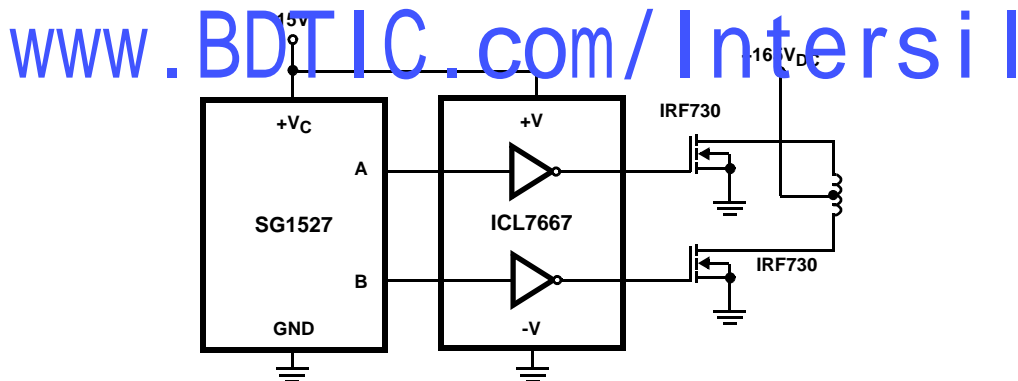 www.BDTIC.com/Intersil
15V
+165VDC
IRF730
+VC
+V
A
SG1527
ICL7667
B
IRF730
GND
-V